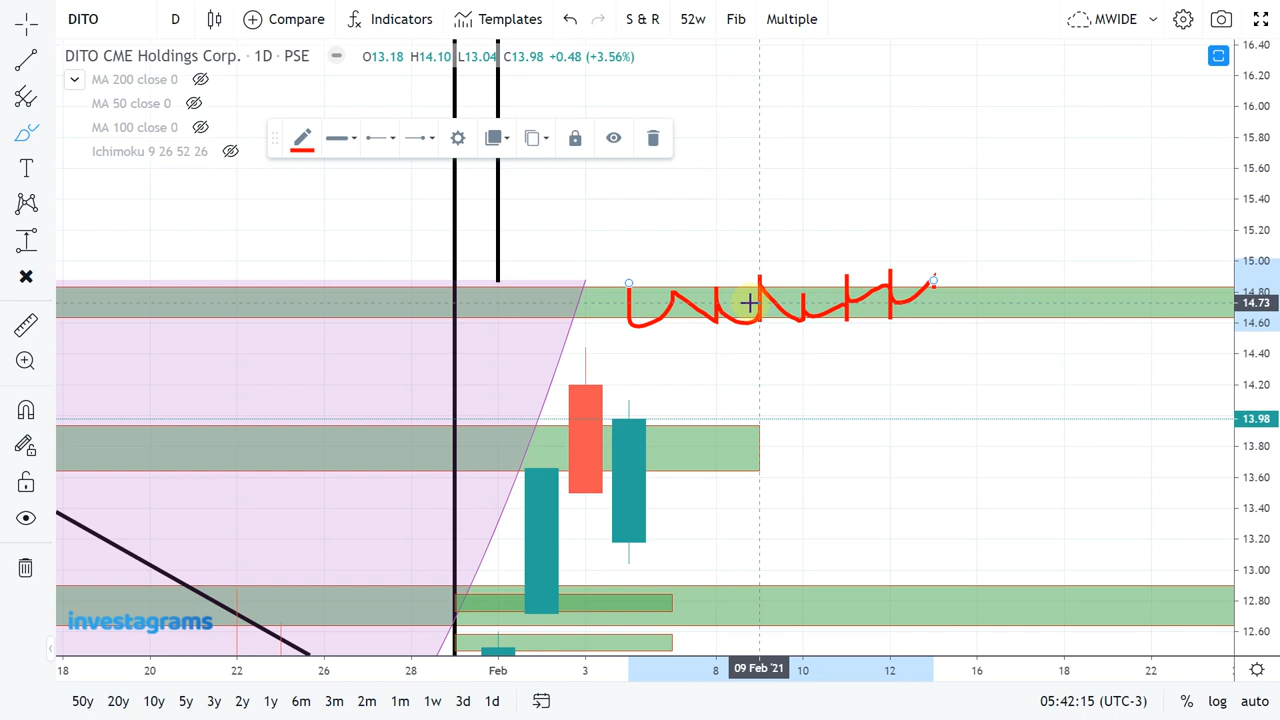 DITO D Compare Indicators Templates S & R 52w Fib Multiple MWIDE
DITO CME Holdings Corp. · 1D · PSE O13.18 H14.10 L13.04 C13.98 +0.48 (+3.56%)
MA 200 close 0
MA 50 close 0
MA 100 close 0
Ichimoku 9 26 52 26
16.40
16.20
16.00
15.80
15.60
15.40
15.20
15.00
14.80
14.73
14.60
14.40
14.20
13.98
13.80
13.60
13.40
13.20
13.00
12.80
12.60
investagrams
18 20 22 26 28 Feb 3 8 09 Feb '21 10 12 16 18 22
50y 20y 10y 5y 3y 2y 1y 6m 3m 2m 1m 1w 3d 1d 05:42:15 (UTC-3) % log auto